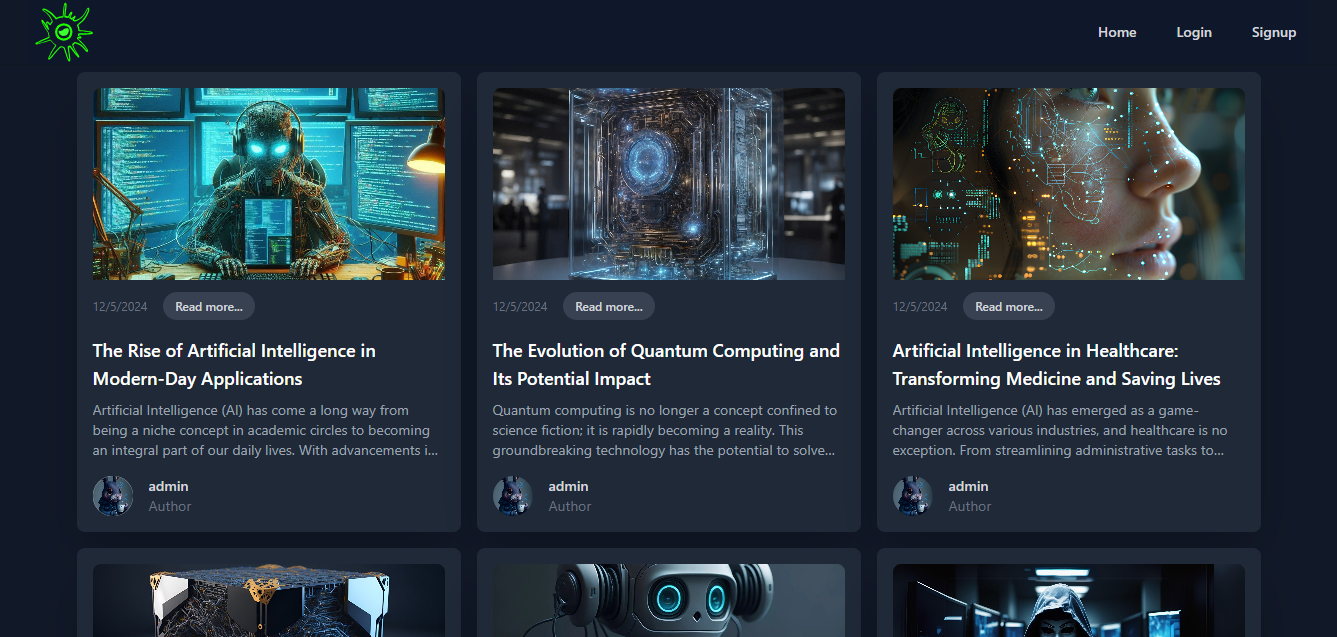 Home Login Signup
12/5/2024 Read more...
The Rise of Artificial Intelligence in
Modern-Day Applications
Artificial Intelligence (AI) has come a long way from
being a niche concept in academic circles to becoming
an integral part of our daily lives. With advancements i...
admin
Author
12/5/2024 Read more...
The Evolution of Quantum Computing and
Its Potential Impact
Quantum computing is no longer a concept confined to
science fiction; it is rapidly becoming a reality. This
groundbreaking technology has the potential to solve...
admin
Author
12/5/2024 Read more...
Artificial Intelligence in Healthcare:
Transforming Medicine and Saving Lives
Artificial Intelligence (AI) has emerged as a game-
changer across various industries, and healthcare is no
exception. From streamlining administrative tasks to...
admin
Author